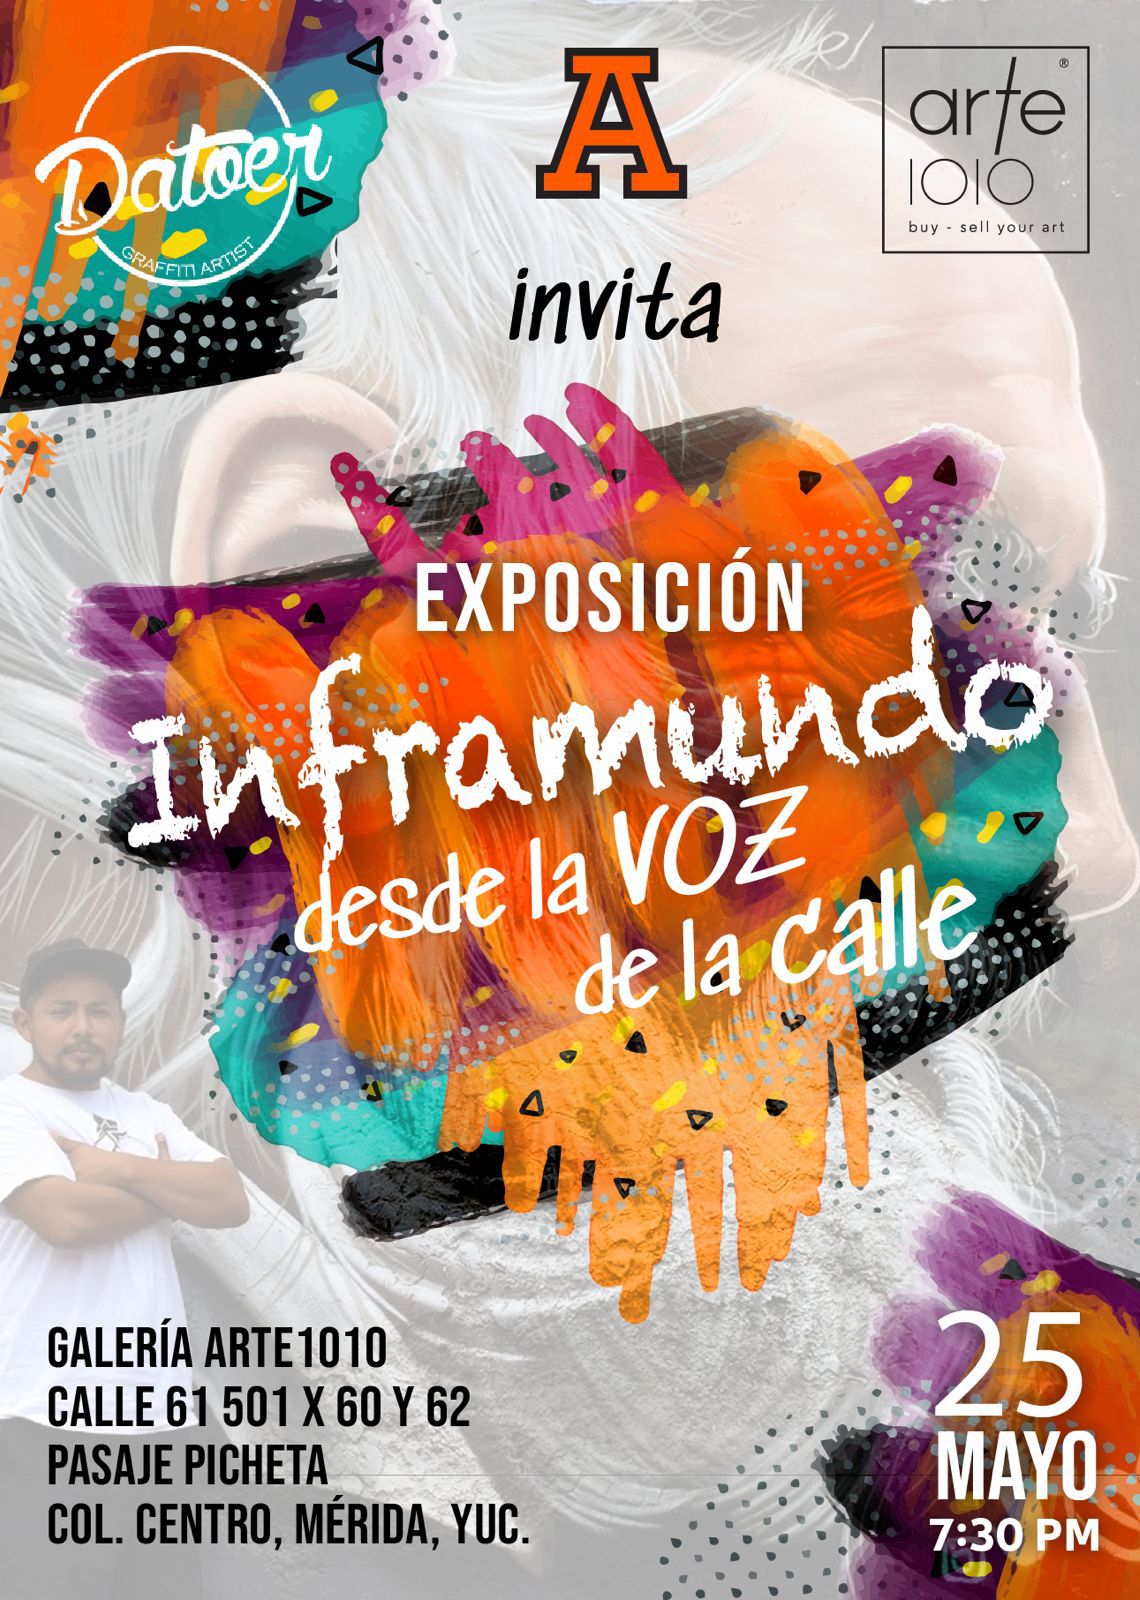 Datoer
GRAFFITI ARTIST
A
arte
1010
®
buy - sell your art
invita
EXPOSICIÓN
Inframundo
desde la VOZ
de la calle
GALERÍA ARTE1010
CALLE 61 501 X 60 Y 62
PASAJE PICHETA
COL. CENTRO, MÉRIDA, YUC.
25
MAYO
7:30 PM